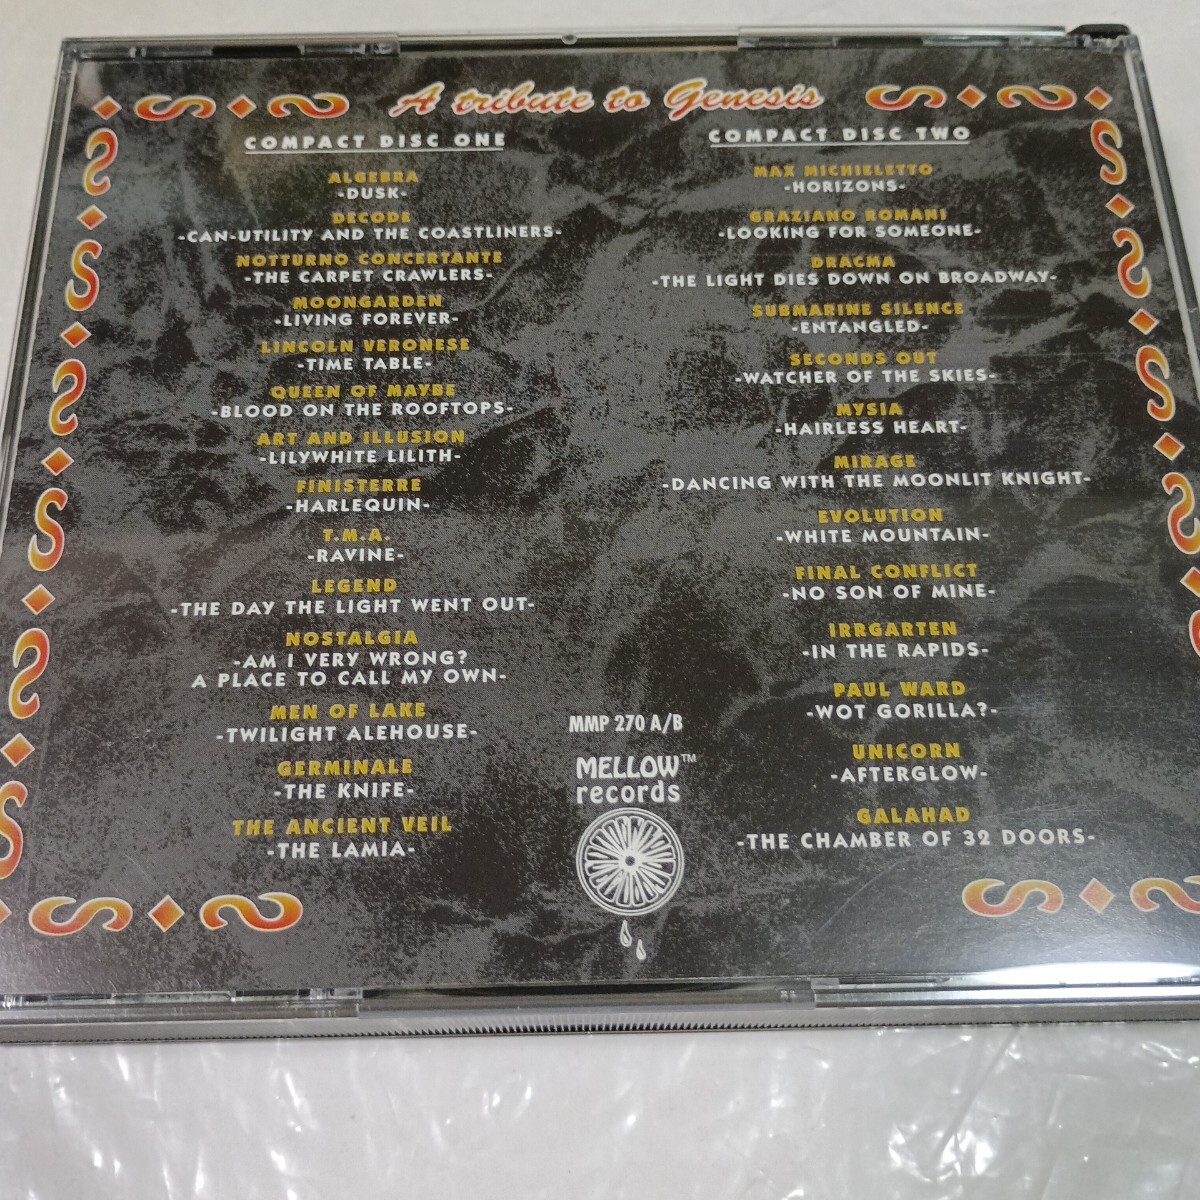 A tribute to Genesis
COMPACT DISC ONE
ALGEBRA
-DUSK-
DECODE
-CAN-UTILITY AND THE COASTLINERS-
NOTTURNO CONCERTANTE
-THE CARPET CRAWLERS-
MOONGARDEN
-LIVING FOREVER-
LINCOLN VERONESE
-TIME TABLE-
QUEEN OF MAYBE
-BLOOD ON THE ROOFTOPS-
ART AND ILLUSION
-LILYWHITE LILITH-
FINISTERRE
-HARLEQUIN-
T.M.A.
-RAVINE-
LEGEND
-THE DAY THE LIGHT WENT OUT-
NOSTALGIA
-AM I VERY WRONG?
A PLACE TO CALL MY OWN-
MEN OF LAKE
-TWILIGHT ALEHOUSE-
GERMINALE
-THE KNIFE-
THE ANCIENT VEIL
-THE LAMIA-
COMPACT DISC TWO
MAX MICHIELETTO
-HORIZONS-
GRAZIANO ROMANI
-LOOKING FOR SOMEONE-
DRACMA
-THE LIGHT DIES DOWN ON BROADWAY-
SUBMARINE SILENCE
-ENTANGLED-
SECONDS OUT
-WATCHER OF THE SKIES-
MYSIA
-HAIRLESS HEART-
MIRAGE
-DANCING WITH THE MOONLIT KNIGHT-
EVOLUTION
-WHITE MOUNTAIN-
FINAL CONFLICT
-NO SON OF MINE-
IRRGARTEN
-IN THE RAPIDS-
PAUL WARD
-WOT GORILLA?-
UNICORN
-AFTERGLOW-
GALAHAD
-THE CHAMBER OF 32 DOORS-
MMP 270 A/B
MELLOW™
records